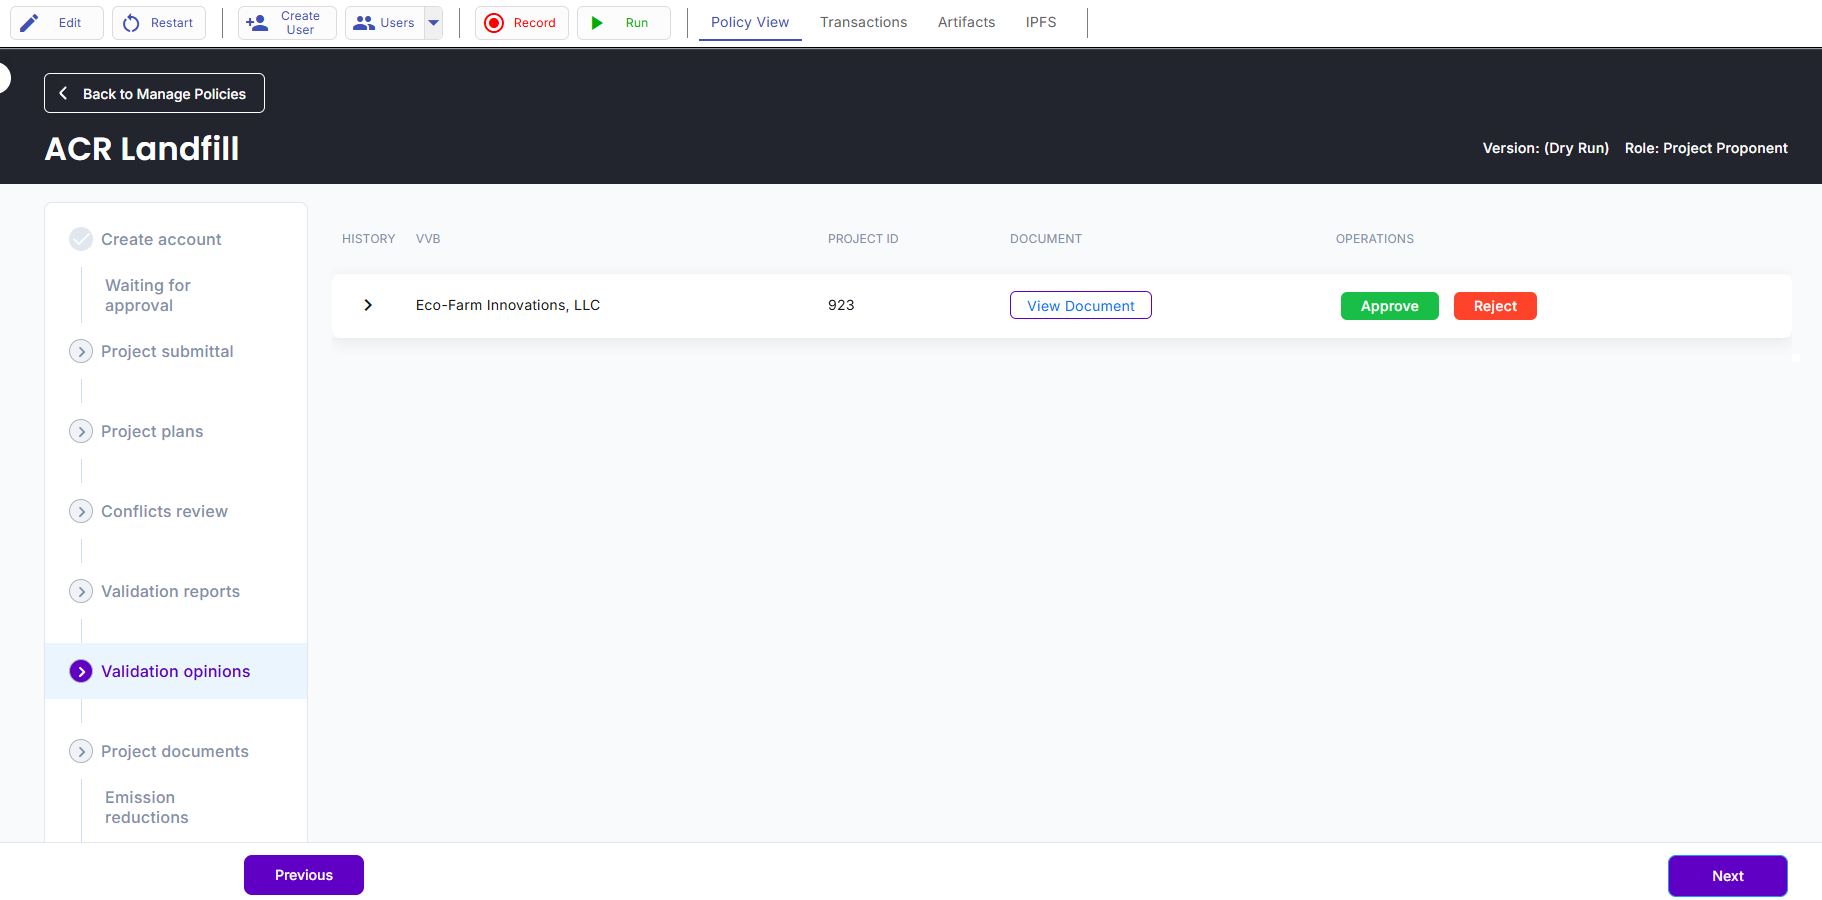 Edit
Restart
Create
User
Users
Record
Run
Policy View
Transactions
Artifacts
IPFS
Back to Manage Policies
ACR Landfill
Version: (Dry Run)
Role: Project Proponent
Create account
Waiting for
approval
Project submittal
Project plans
Conflicts review
Validation reports
Validation opinions
Project documents
Emission
reductions
HISTORY
VVB
PROJECT ID
DOCUMENT
OPERATIONS
Eco-Farm Innovations, LLC
923
View Document
Approve
Reject
Previous
Next